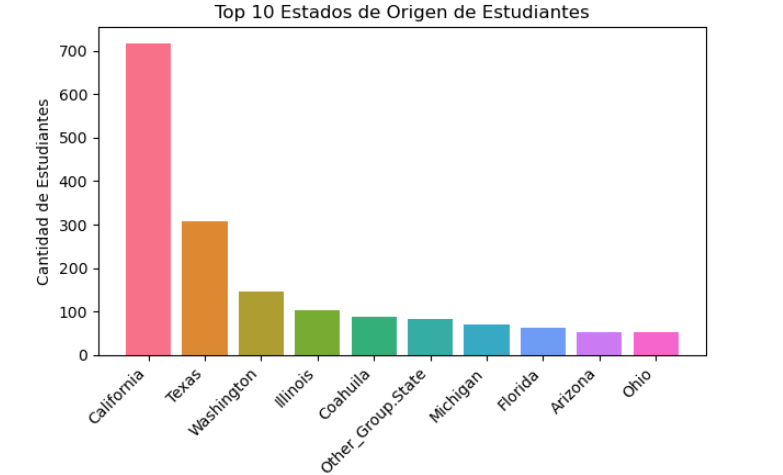 Top 10 Estados de Origen de Estudiantes
Cantidad de Estudiantes
700
600
500
400
300
200
100
0
California
Texas
Washington
Illinois
Coahuila
Other_Group.State
Michigan
Florida
Arizona
Ohio